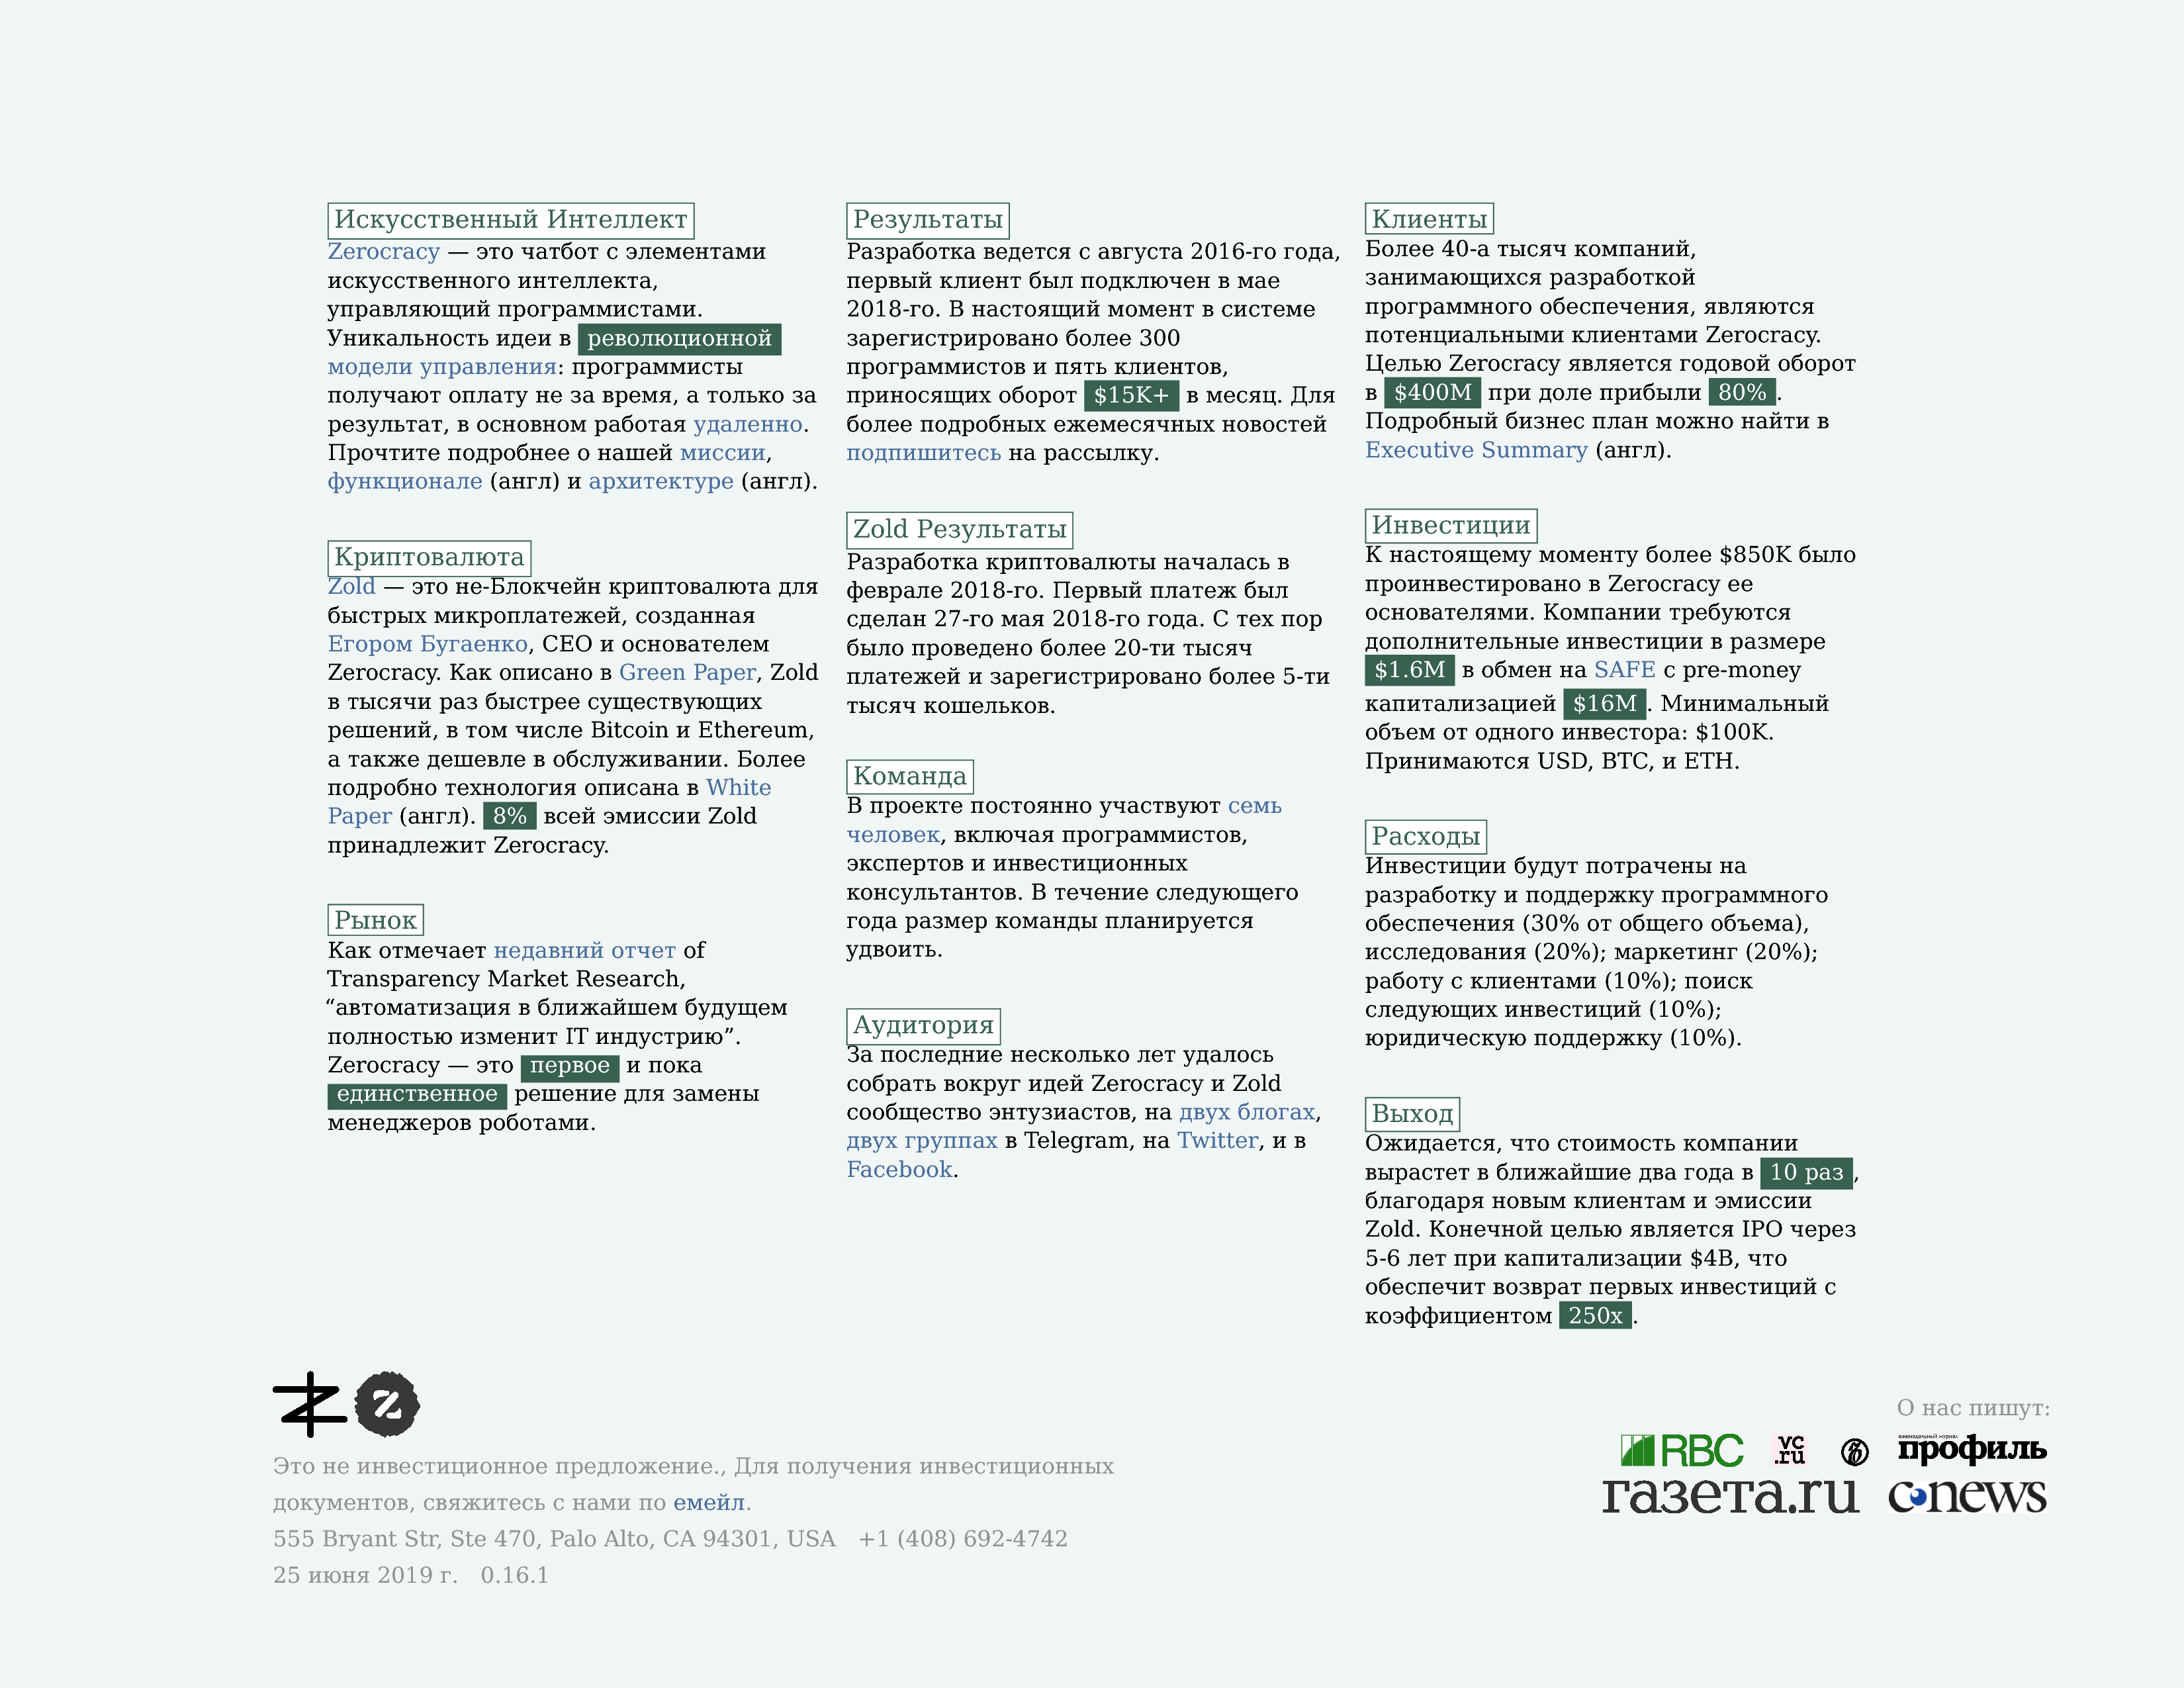 Искусственный Интеллект
Zerocracy — это чатбот с элементами
искусственного интеллекта,
управляющий программистами.
Уникальность идеи в революционной
модели управления: программисты
получают оплату не за время, а только за
результат, в основном работая удаленно.
Прочтите подробнее о нашей миссии,
функционале (англ) и архитектуре (англ).
Криптовалюта
Zold — это не-Блокчейн криптовалюта для
быстрых микроплатежей, созданная
Егором Бугаенко, CEO и основателем
Zerocracy. Как описано в Green Paper, Zold
в тысячи раз быстрее существующих
решений, в том числе Bitcoin и Ethereum,
а также дешевле в обслуживании. Более
подробно технология описана в White
Paper (англ). 8% всей эмиссии Zold
принадлежит Zerocracy.
Рынок
Как отмечает недавний отчет of
Transparency Market Research,
“автоматизация в ближайшем будущем
полностью изменит IT индустрию”.
Zerocracy — это первое и пока
единственное решение для замены
менеджеров роботами.
Результаты
Разработка ведется с августа 2016-го года,
первый клиент был подключен в мае
2018-го. В настоящий момент в системе
зарегистрировано более 300
программистов и пять клиентов,
приносящих оборот $15K+ в месяц. Для
более подробных ежемесячных новостей
подпишитесь на рассылку.
Zold Результаты
Разработка криптовалюты началась в
феврале 2018-го. Первый платеж был
сделан 27-го мая 2018-го года. С тех пор
было проведено более 20-ти тысяч
платежей и зарегистрировано более 5-ти
тысяч кошельков.
Команда
В проекте постоянно участвуют семь
человек, включая программистов,
экспертов и инвестиционных
консультантов. В течение следующего
года размер команды планируется
удвоить.
Аудитория
За последние несколько лет удалось
собрать вокруг идей Zerocracy и Zold
сообщество энтузиастов, на двух блогах,
двух группах в Telegram, на Twitter, и в
Facebook.
Клиенты
Более 40-а тысяч компаний,
занимающихся разработкой
программного обеспечения, являются
потенциальными клиентами Zerocracy.
Целью Zerocracy является годовой оборот
в $400M при доле прибыли 80%.
Подробный бизнес план можно найти в
Executive Summary (англ).
Инвестиции
К настоящему моменту более $850K было
проинвестировано в Zerocracy ее
основателями. Компании требуются
дополнительные инвестиции в размере
$1.6M в обмен на SAFE с pre-money
капитализацией $16M. Минимальный
объем от одного инвестора: $100K.
Принимаются USD, BTC, и ETH.
Расходы
Инвестиции будут потрачены на
разработку и поддержку программного
обеспечения (30% от общего объема),
исследования (20%); маркетинг (20%);
работу с клиентами (10%); поиск
следующих инвестиций (10%);
юридическую поддержку (10%).
Выход
Ожидается, что стоимость компании
вырастет в ближайшие два года в 10 раз,
благодаря новым клиентам и эмиссии
Zold. Конечной целью является IPO через
5-6 лет при капитализации $4B, что
обеспечит возврат первых инвестиций с
коэффициентом 250x.
Это не инвестиционное предложение., Для получения инвестиционных
документов, свяжитесь с нами по емейл.
555 Bryant Str, Ste 470, Palo Alto, CA 94301, USA +1 (408) 692-4742
25 июня 2019 г. 0.16.1
О нас пишут:
RBC vc.ru профиль
газета.ru cnews